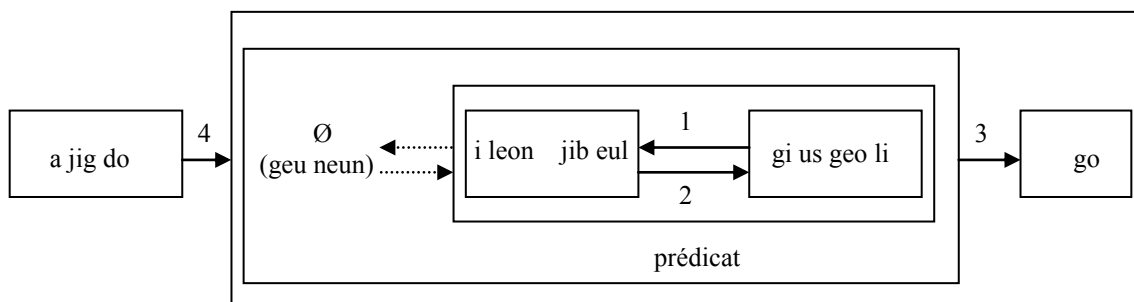 a jig do
4
Ø
(geu neun)
i leon jib eul
1
2
gi us geo li
3
go
prédicat